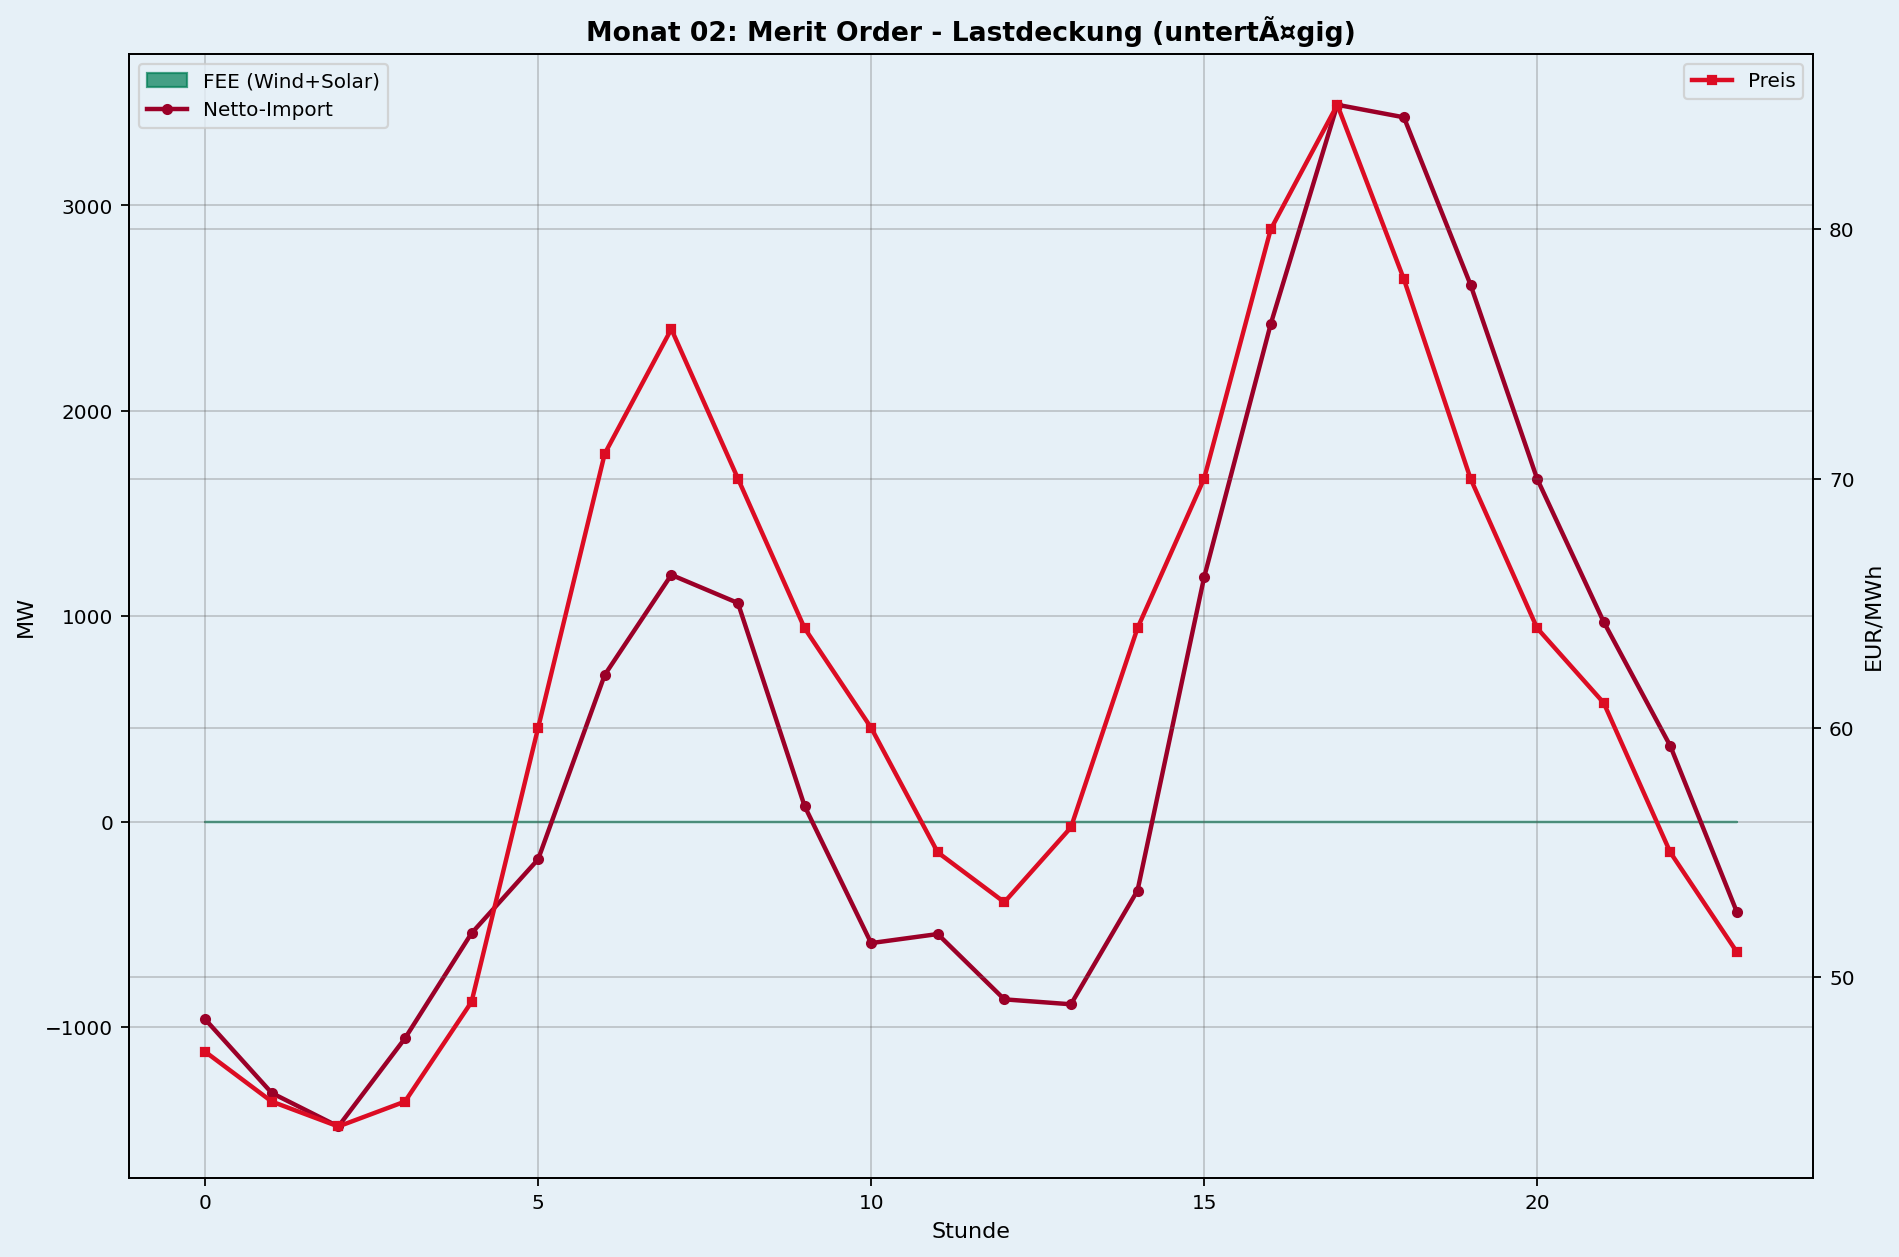 Monat 02: Merit Order - Lastdeckung (untertÃ¤gig)
FEE (Wind+Solar)
Netto-Import
Preis
3000
2000
1000
0
−1000
MW
80
70
60
50
EUR/MWh
0 5 10 15 20
Stunde